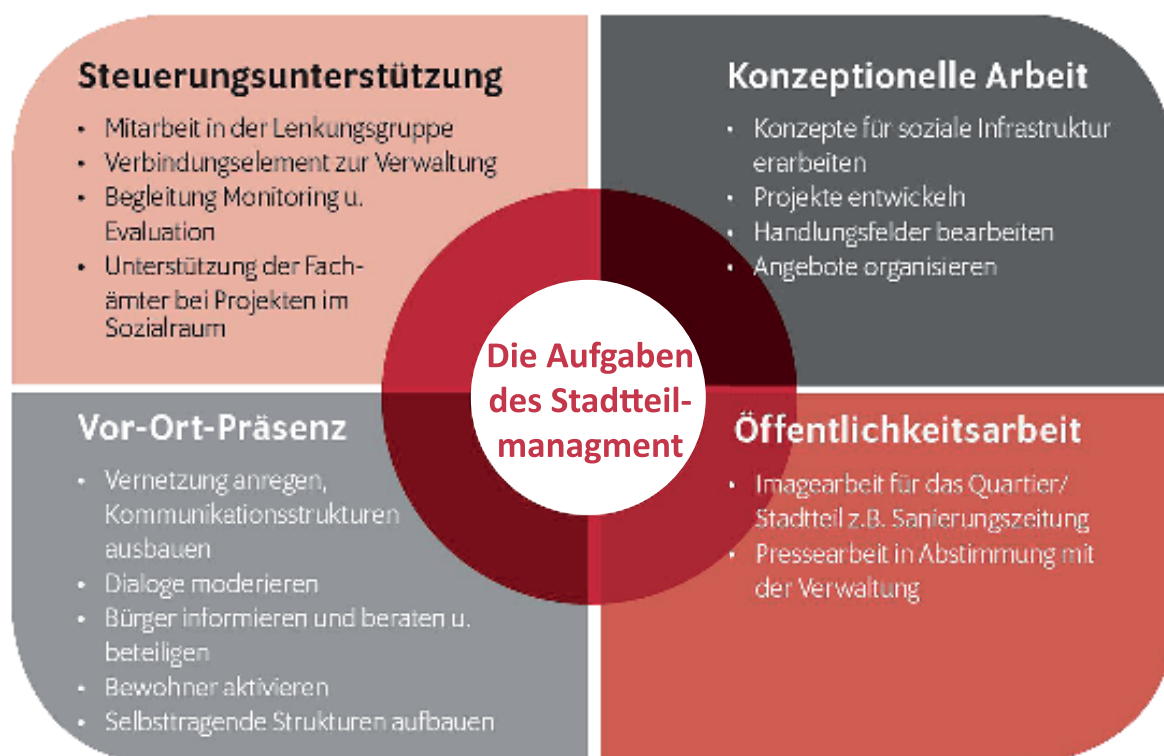 Steuerungsunterstützung
• Mitarbeit in der Lenkungsgruppe
• Verbindungselement zur Verwaltung
• Begleitung Monitoring u.
Evaluation
• Unterstützung der Fach-
ämter bei Projekten im
Sozialraum
Konzeptionelle Arbeit
• Konzepte für soziale Infrastruktur
erarbeiten
• Projekte entwickeln
• Handlungsfelder bearbeiten
• Angebote organisieren
Die Aufgaben
des Stadtteil-
managment
Vor-Ort-Präsenz
• Vernetzung anregen,
Kommunikationsstrukturen
ausbauen
• Dialoge moderieren
• Bürger informieren und beraten u.
beteiligen
• Bewohner aktivieren
• Selbsttragende Strukturen aufbauen
Öffentlichkeitsarbeit
• Imagearbeit für das Quartier/
Stadtteil z.B. Sanierungszeitung
• Pressearbeit in Abstimmung mit
der Verwaltung